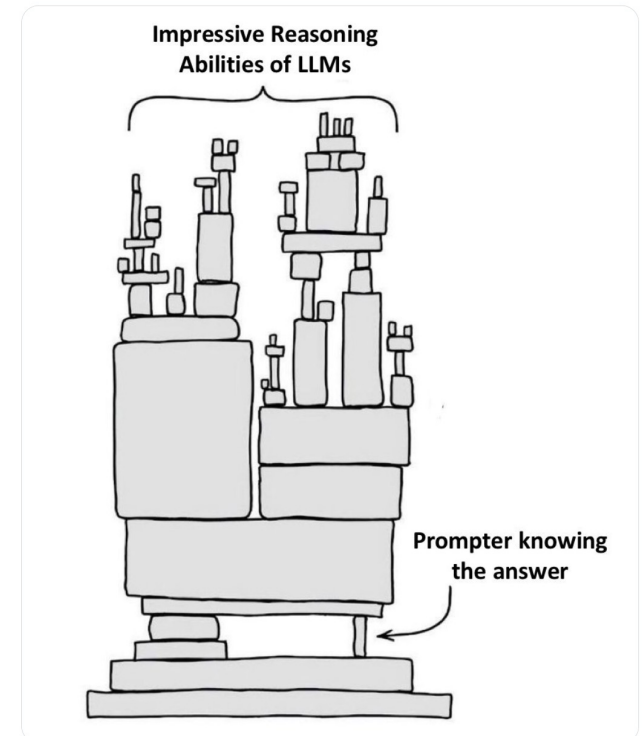 Impressive Reasoning
Abilities of LLMs
Prompter knowing
the answer